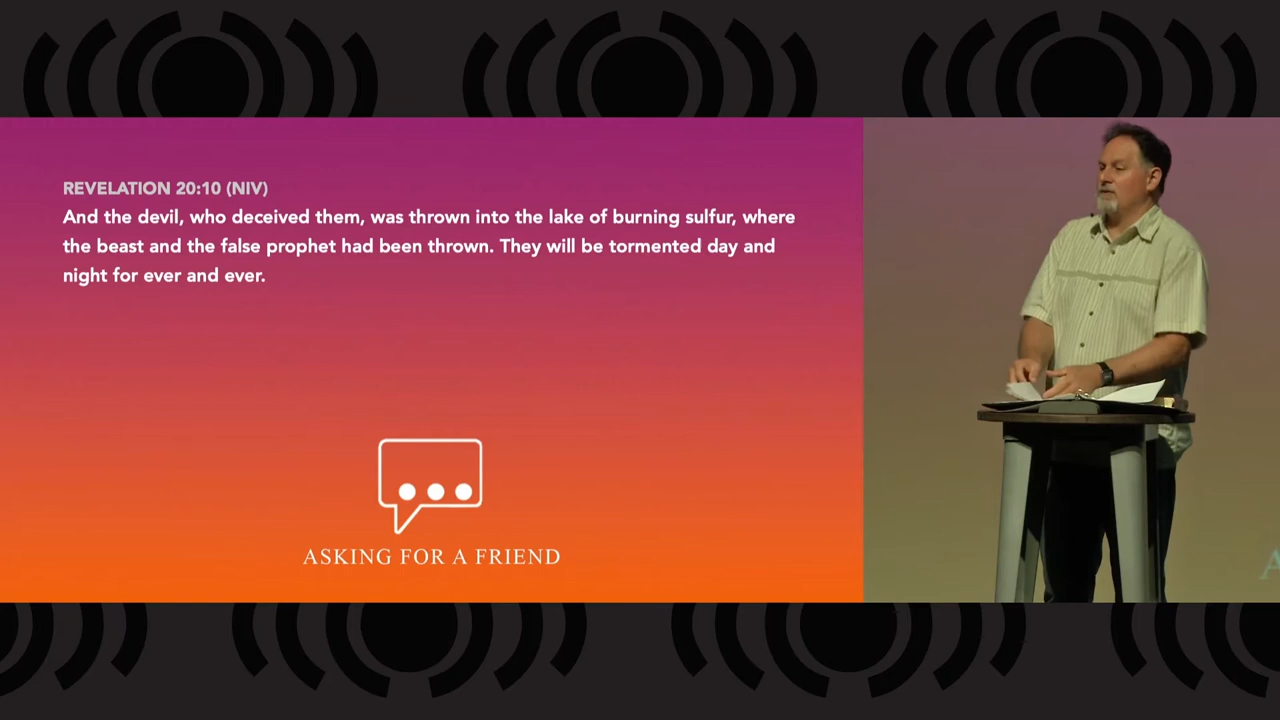 REVELATION 20:10 (NIV)
And the devil, who deceived them, was thrown into the lake of burning sulfur, where
the beast and the false prophet had been thrown. They will be tormented day and
night for ever and ever.
ASKING FOR A FRIEND
A